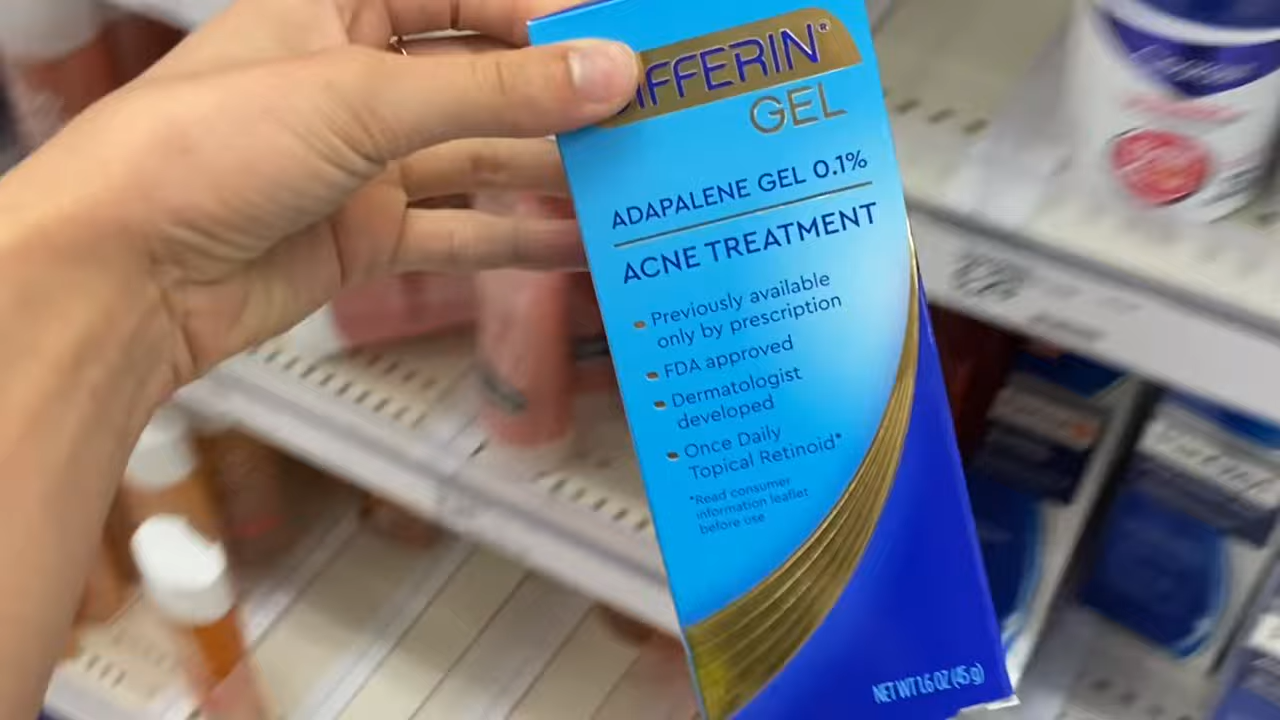 IFFERIN®
GEL
ADAPALENE GEL 0.1%
ACNE TREATMENT
Previously available
only by prescription
FDA approved
Dermatologist
developed
Once Daily
Topical Retinoid*
*Read consumer
information leaflet
before use
NET WT 1.6 OZ (45 g)